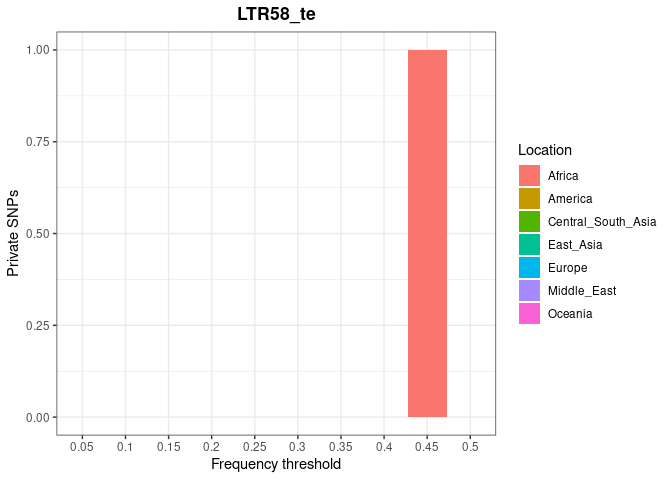 LTR58_te
Private SNPs
1.00
0.75
0.50
0.25
0.00
0.05 0.1 0.15 0.2 0.25 0.3 0.35 0.4 0.45 0.5
Frequency threshold
Location
Africa
America
Central_South_Asia
East_Asia
Europe
Middle_East
Oceania